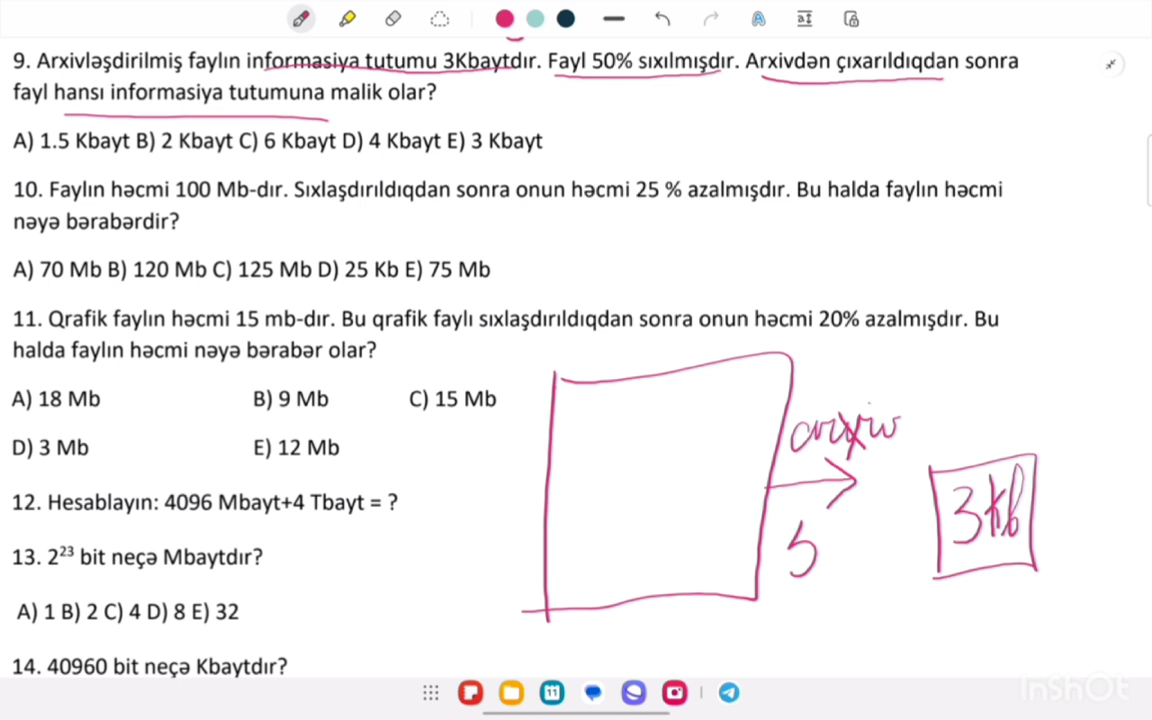 9. Arxivləşdirilmiş faylın informasiya tutumu 3Kbaytdır. Fayl 50% sıxılmışdır. Arxivdən çıxarıldıqdan sonra
fayl hansı informasiya tutumuna malik olar?
A) 1.5 Kbayt B) 2 Kbayt C) 6 Kbayt D) 4 Kbayt E) 3 Kbayt
10. Faylın həcmi 100 Mb-dır. Sıxlaşdırıldıqdan sonra onun həcmi 25 % azalmışdır. Bu halda faylın həcmi
nəyə bərabərdir?
A) 70 Mb B) 120 Mb C) 125 Mb D) 25 Kb E) 75 Mb
11. Qrafik faylın həcmi 15 mb-dır. Bu qrafik faylı sıxlaşdırıldıqdan sonra onun həcmi 20% azalmışdır. Bu
halda faylın həcmi nəyə bərabər olar?
A) 18 Mb B) 9 Mb C) 15 Mb
D) 3 Mb E) 12 Mb
arxiv
3Kb
5
12. Hesablayın: 4096 Mbayt+4 Tbayt = ?
13. 2²³ bit neçə Mbaytdır?
A) 1 B) 2 C) 4 D) 8 E) 32
14. 40960 bit neçə Kbaytdır?
11
InShOt